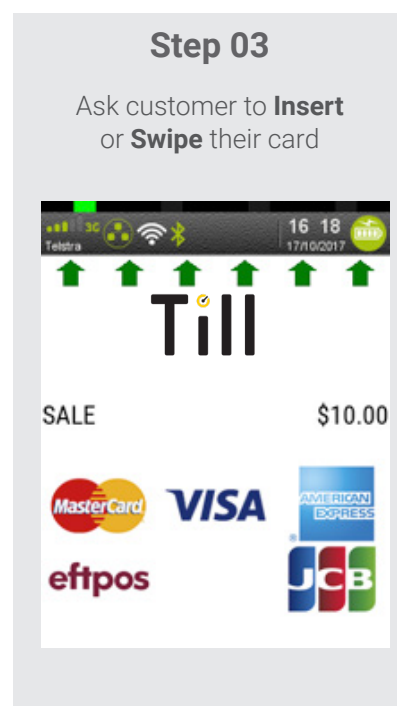 Step 03
Ask customer to Insert
or Swipe their card
3G
16 18
Telstra
17/10/2017
Till
SALE $10.00
MasterCard VISA AMERICAN
EXPRESS
eftpos JCB